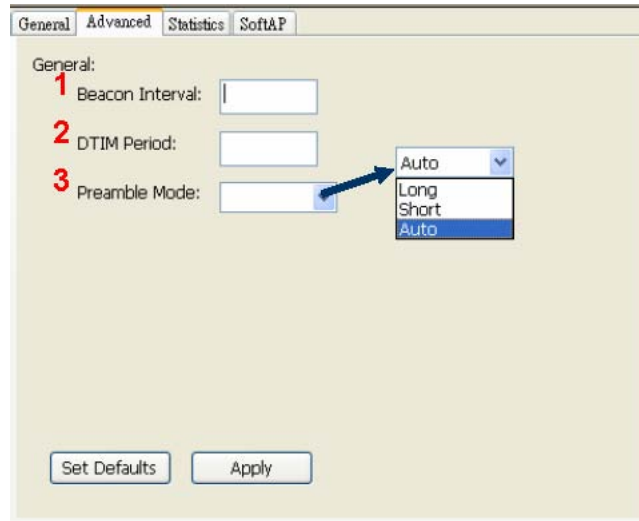 General Advanced Statistics SoftAP
General:
1 Beacon Interval:
2 DTIM Period:
3 Preamble Mode:
Auto
Long
Short
Auto
Set Defaults Apply